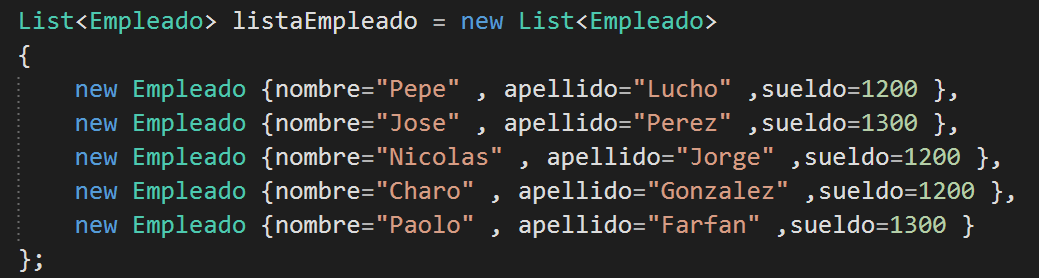 List<Empleado> listaEmpleado = new List<Empleado>
{
    new Empleado {nombre="Pepe" , apellido="Lucho" ,sueldo=1200 },
    new Empleado {nombre="Jose" , apellido="Perez" ,sueldo=1300 },
    new Empleado {nombre="Nicolas" , apellido="Jorge" ,sueldo=1200 },
    new Empleado {nombre="Charo" , apellido="Gonzalez" ,sueldo=1200 },
    new Empleado {nombre="Paolo" , apellido="Farfan" ,sueldo=1300 }
};